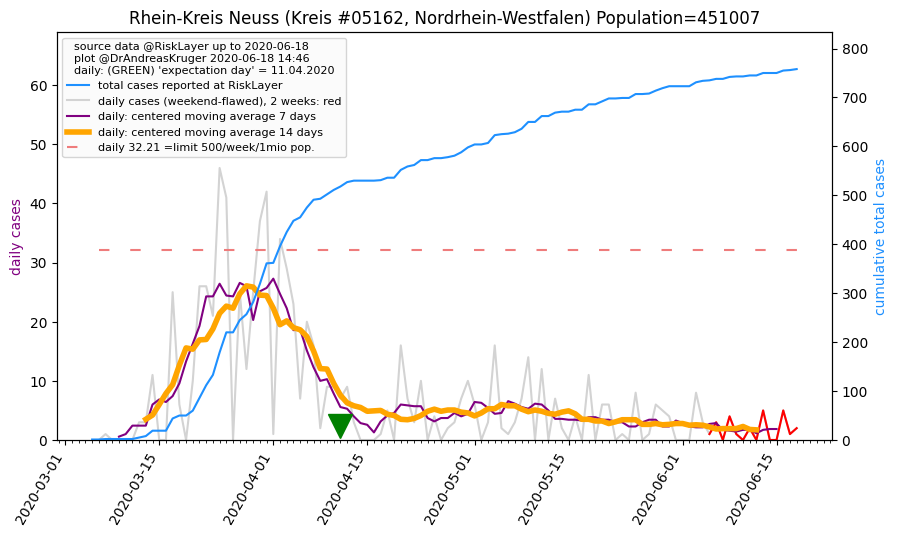 Rhein-Kreis Neuss (Kreis #05162, Nordrhein-Westfalen) Population=451007
source data @RiskLayer up to 2020-06-18
plot @DrAndreasKruger 2020-06-18 14:46
daily: (GREEN) 'expectation day' = 11.04.2020
total cases reported at RiskLayer
daily cases (weekend-flawed), 2 weeks: red
daily: centered moving average 7 days
daily: centered moving average 14 days
daily 32.21 =limit 500/week/1mio pop.
daily cases
0
10
20
30
40
50
60
cumulative total cases
0
100
200
300
400
500
600
700
800
2020-03-01
2020-03-15
2020-04-01
2020-04-15
2020-05-01
2020-05-15
2020-06-01
2020-06-15